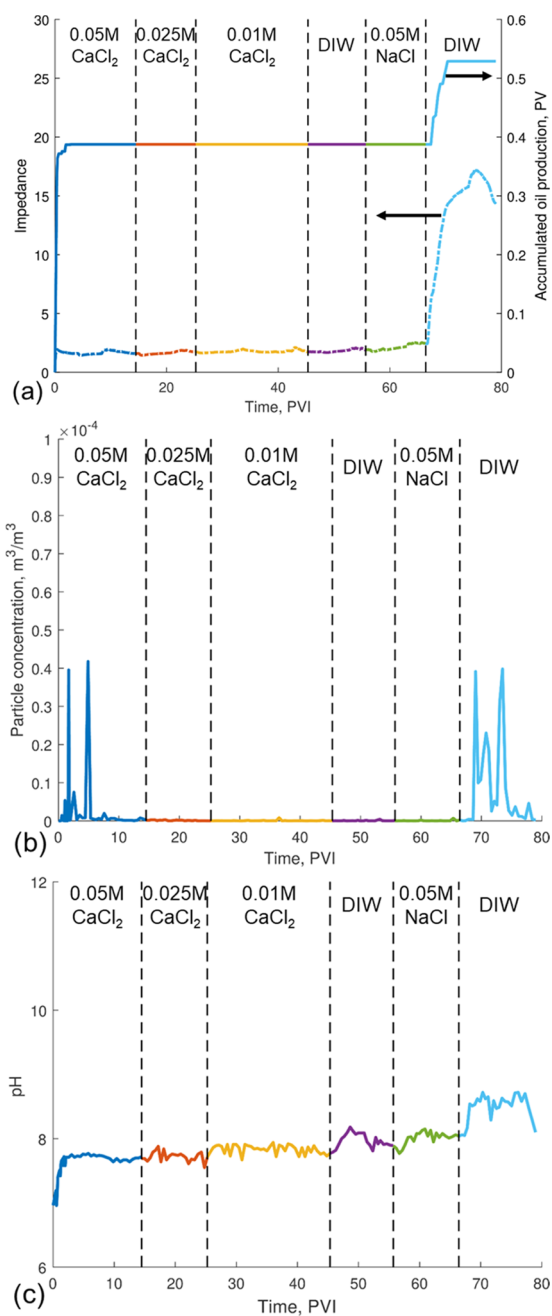 0.05M
CaCl₂
0.025M
CaCl₂
0.01M
CaCl₂
DIW
0.05M
NaCl
DIW
30
25
20
15
10
5
0
Impedance
0.6
0.5
0.4
0.3
0.2
0.1
0
Accumulated oil production, PV
0 20 40 60 80
Time, PVI
(a)
×10⁻⁴
0.05M
CaCl₂
0.025M
CaCl₂
0.01M
CaCl₂
DIW
0.05M
NaCl
DIW
1
0.9
0.8
0.7
0.6
0.5
0.4
0.3
0.2
0.1
0
Particle concentration, m³/m³
0 10 20 30 40 50 60 70 80
Time, PVI
(b)
0.05M
CaCl₂
0.025M
CaCl₂
0.01M
CaCl₂
DIW
0.05M
NaCl
DIW
12
10
8
6
pH
0 10 20 30 40 50 60 70 80
Time, PVI
(c)